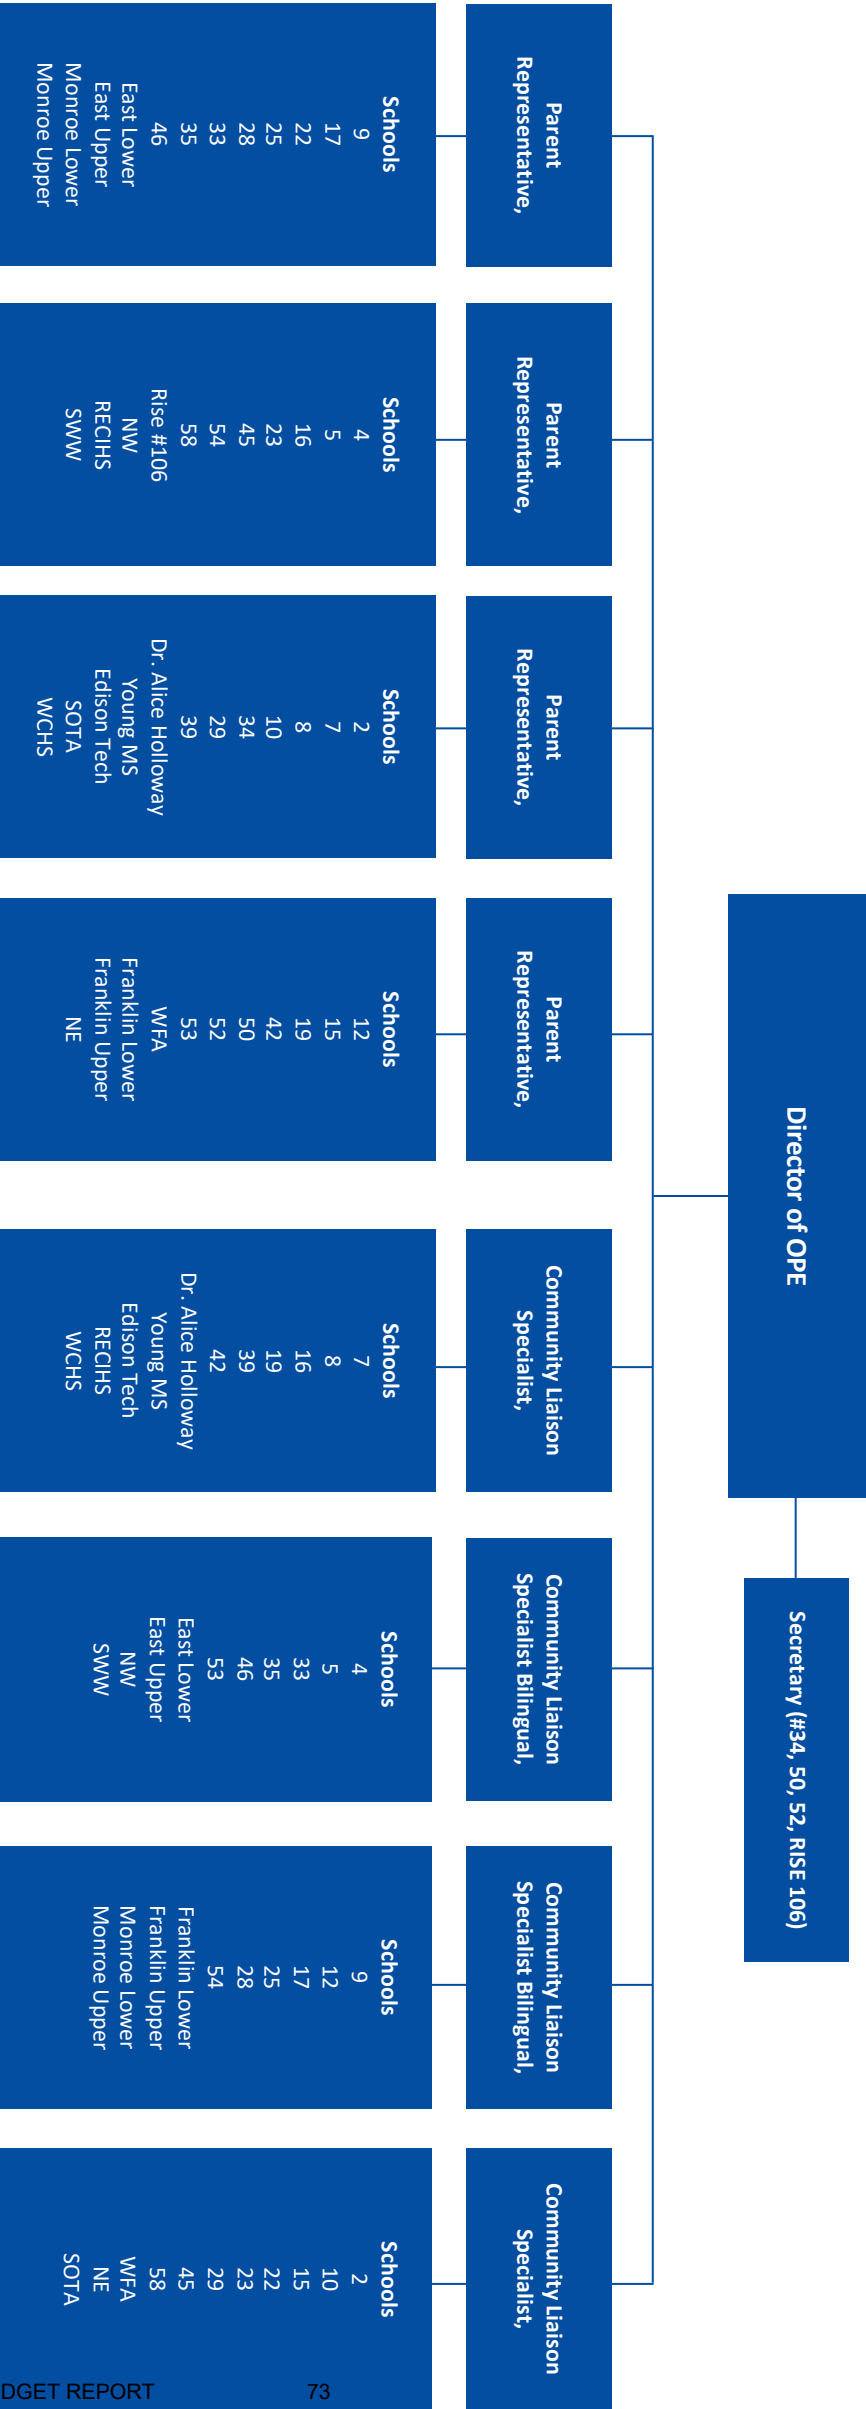 Director of OPE
Secretary (#34, 50, 52, RISE 106)
Parent
Representative,
Schools
9
17
22
25
28
33
35
46
East Lower
East Upper
Monroe Lower
Monroe Upper
Parent
Representative,
Schools
4
5
16
23
45
54
58
Rise #106
NW
RECIHS
SWW
Parent
Representative,
Schools
2
7
8
10
34
29
39
Dr. Alice Holloway
Young MS
Edison Tech
SOTA
WCHS
Parent
Representative,
Schools
12
15
19
42
50
52
53
WFA
Franklin Lower
Franklin Upper
NE
Community Liaison
Specialist,
Schools
7
8
16
19
39
42
Dr. Alice Holloway
Young MS
Edison Tech
RECIHS
WCHS
Community Liaison
Specialist Bilingual,
Schools
4
5
33
35
46
53
East Lower
East Upper
NW
SWW
Community Liaison
Specialist Bilingual,
Schools
9
12
17
25
28
54
Franklin Lower
Franklin Upper
Monroe Lower
Monroe Upper
Community Liaison
Specialist,
Schools
2
10
15
22
23
29
45
58
WFA
NE
SOTA
DGET REPORT 73